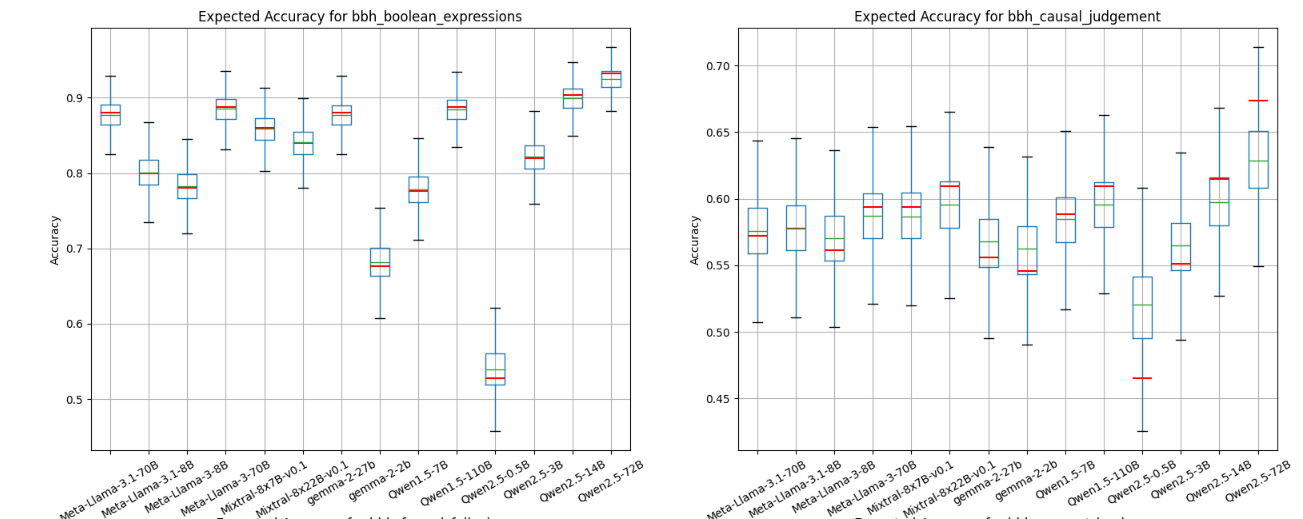 Expected Accuracy for bbh_boolean_expressions
Accuracy
0.9
0.8
0.7
0.6
0.5
Meta-Llama-3.1-70B
Meta-Llama-3.1-8B
Meta-Llama-3-8B
Meta-Llama-3-70B
Mixtral-8x7B-v0.1
Mixtral-8x22B-v0.1
gemma-2-27b
gemma-2-2b
Qwen1.5-7B
Qwen1.5-110B
Qwen2.5-0.5B
Qwen2.5-3B
Qwen2.5-14B
Qwen2.5-72B
Expected Accuracy for bbh_causal_judgement
Accuracy
0.70
0.65
0.60
0.55
0.50
0.45
Meta-Llama-3.1-70B
Meta-Llama-3.1-8B
Meta-Llama-3-8B
Meta-Llama-3-70B
Mixtral-8x7B-v0.1
Mixtral-8x22B-v0.1
gemma-2-27b
gemma-2-2b
Qwen1.5-7B
Qwen1.5-110B
Qwen2.5-0.5B
Qwen2.5-3B
Qwen2.5-14B
Qwen2.5-72B